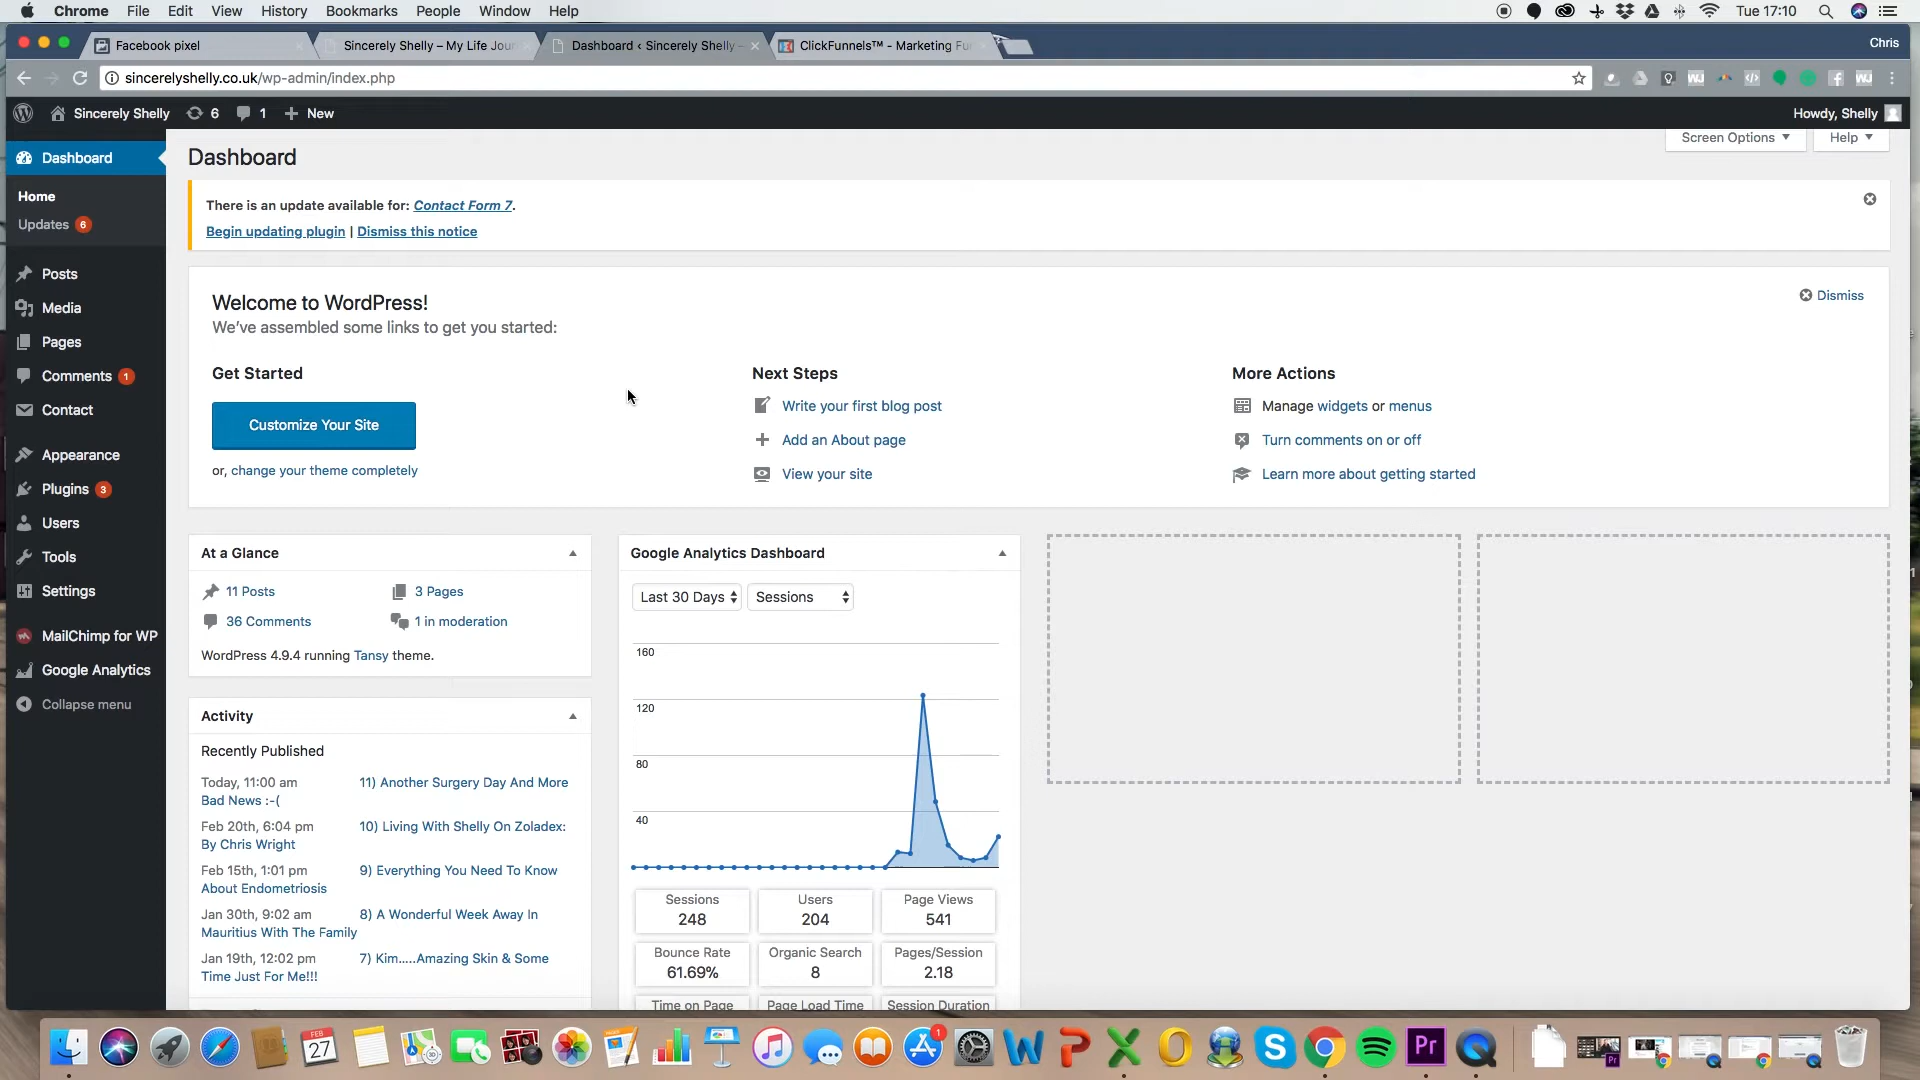 Chrome File Edit View History Bookmarks People Window Help Tue 17:10
Facebook pixel Sincerely Shelly – My Life Jour Dashboard ‹ Sincerely Shelly – ClickFunnels™ - Marketing Fu Chris
sincerelyshelly.co.uk/wp-admin/index.php
Sincerely Shelly 6 1 + New Howdy, Shelly
Screen Options Help
Dashboard
Home
Updates 6
Posts
Media
Pages
Comments 1
Contact
Appearance
Plugins 3
Users
Tools
Settings
MailChimp for WP
Google Analytics
Collapse menu
Dashboard
There is an update available for: Contact Form 7.
Begin updating plugin | Dismiss this notice
Welcome to WordPress!
Dismiss
We've assembled some links to get you started:
Get Started
Customize Your Site
or, change your theme completely
Next Steps
Write your first blog post
Add an About page
View your site
More Actions
Manage widgets or menus
Turn comments on or off
Learn more about getting started
At a Glance
11 Posts 3 Pages
36 Comments 1 in moderation
WordPress 4.9.4 running Tansy theme.
Activity
Recently Published
Today, 11:00 am 11) Another Surgery Day And More
Bad News :-(
Feb 20th, 6:04 pm 10) Living With Shelly On Zoladex:
By Chris Wright
Feb 15th, 1:01 pm 9) Everything You Need To Know
About Endometriosis
Jan 30th, 9:02 am 8) A Wonderful Week Away In
Mauritius With The Family
Jan 19th, 12:02 pm 7) Kim.....Amazing Skin & Some
Time Just For Me!!!
Google Analytics Dashboard
Last 30 Days Sessions
160
120
80
40
Sessions Users Page Views
248 204 541
Bounce Rate Organic Search Pages/Session
61.69% 8 2.18
Time on Page Page Load Time Session Duration
FEB
27
1
Pr